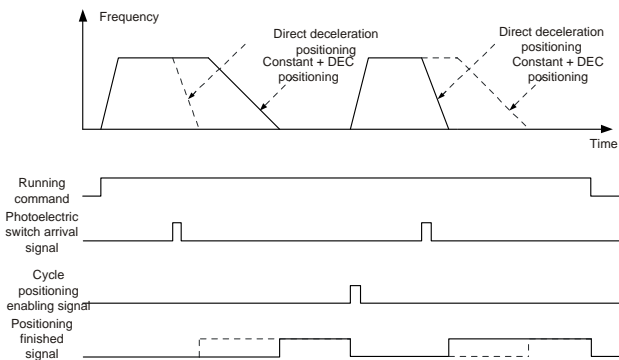 Frequency
Direct deceleration
positioning
Constant + DEC
positioning
Direct deceleration
positioning
Constant + DEC
positioning
Time
Running
command
Photoelectric
switch arrival
signal
Cycle
positioning
enabling signal
Positioning
finished
signal